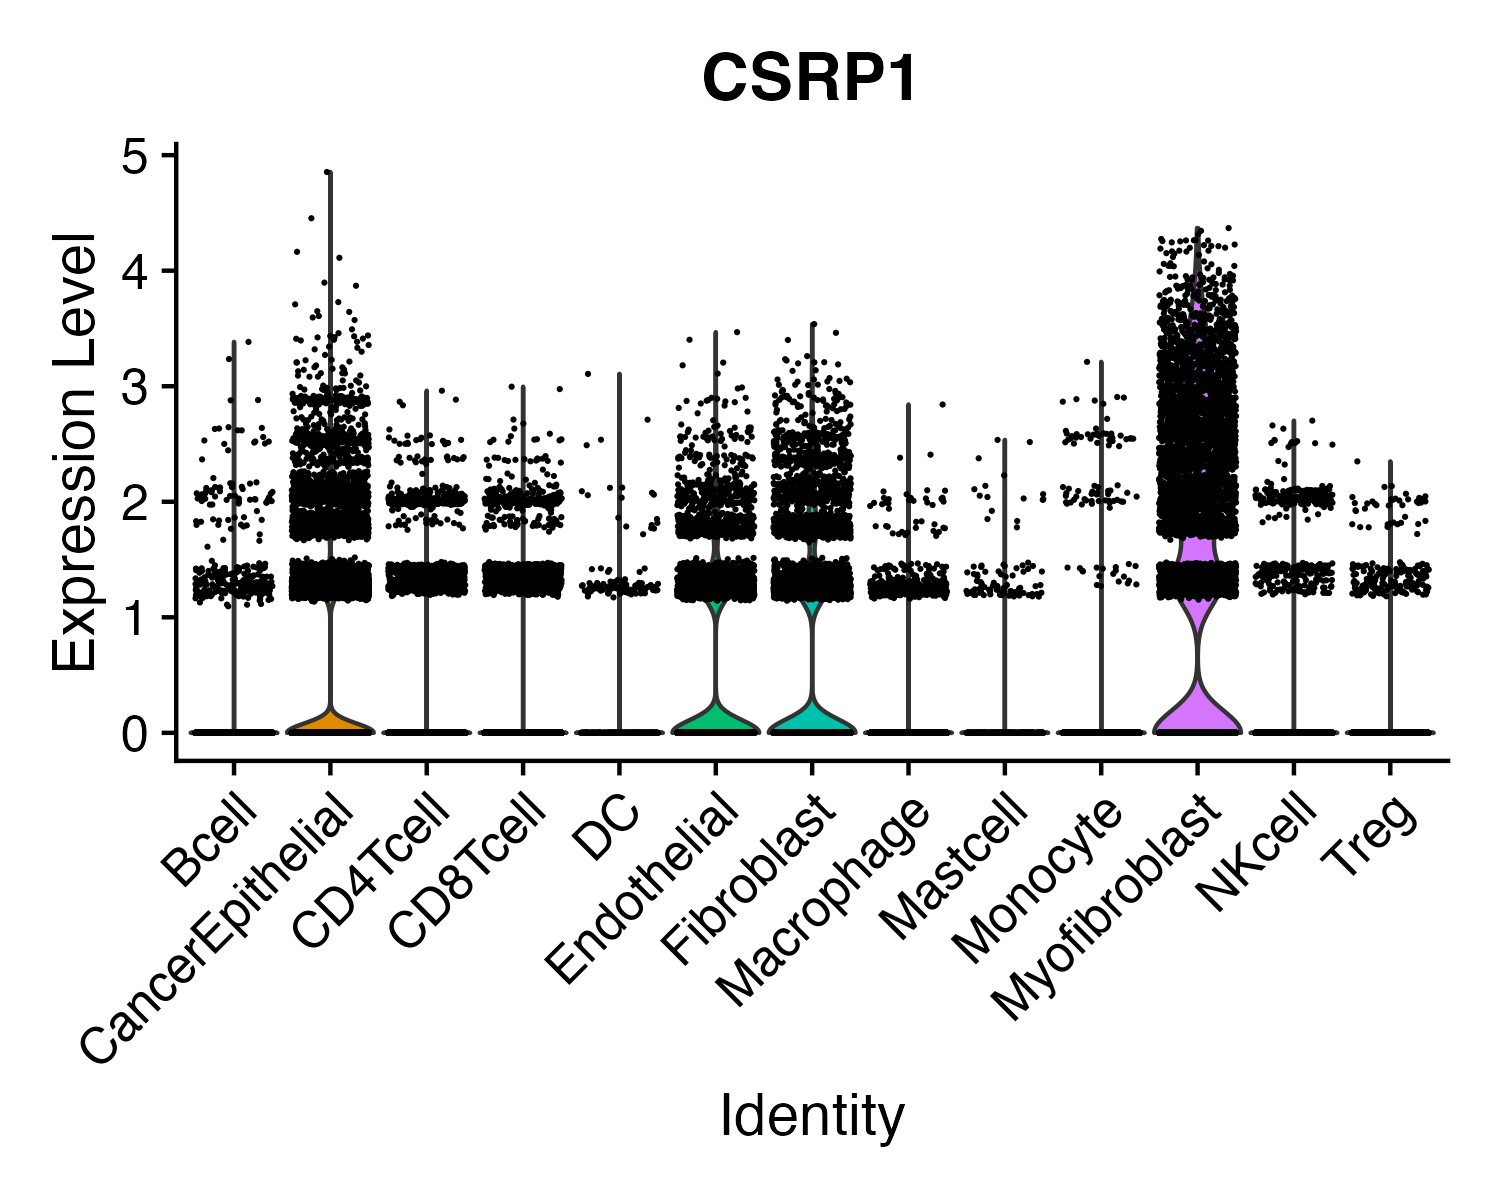 CSRP1
Expression Level
5
4
3
2
1
0
Bcell
CancerEpithelial
CD4Tcell
CD8Tcell
DC
Endothelial
Fibroblast
Macrophage
Mastcell
Monocyte
Myofibroblast
NKcell
Treg
Identity